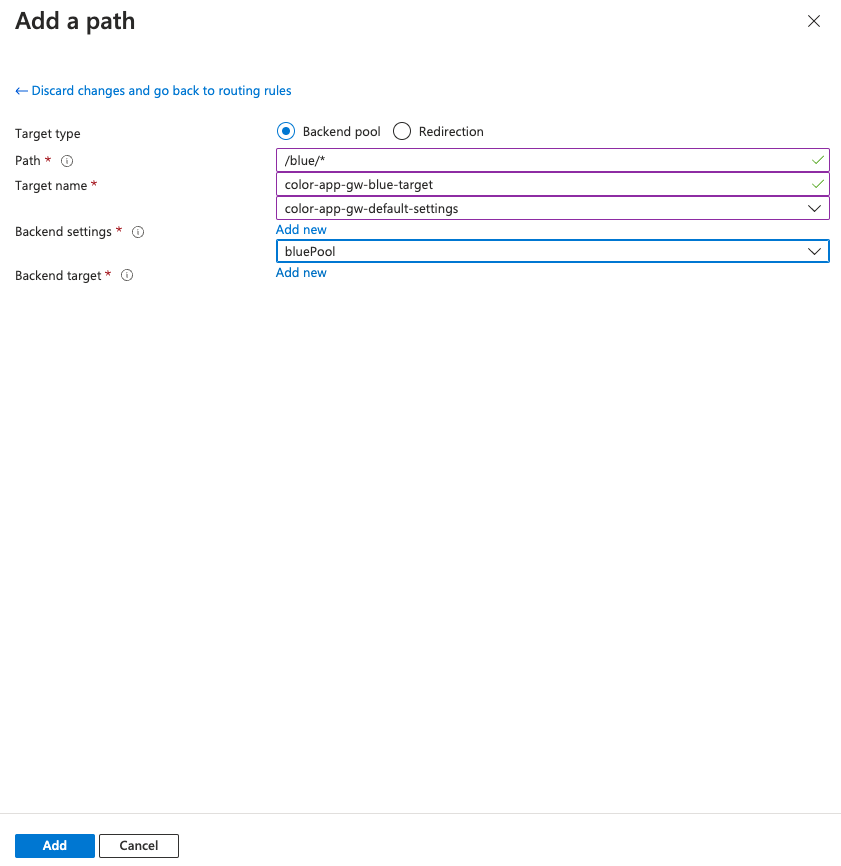 Add a path
← Discard changes and go back to routing rules
Target type Backend pool Redirection
Path * /blue/*
Target name * color-app-gw-blue-target
color-app-gw-default-settings
Backend settings * Add new
bluePool
Backend target * Add new
Add Cancel